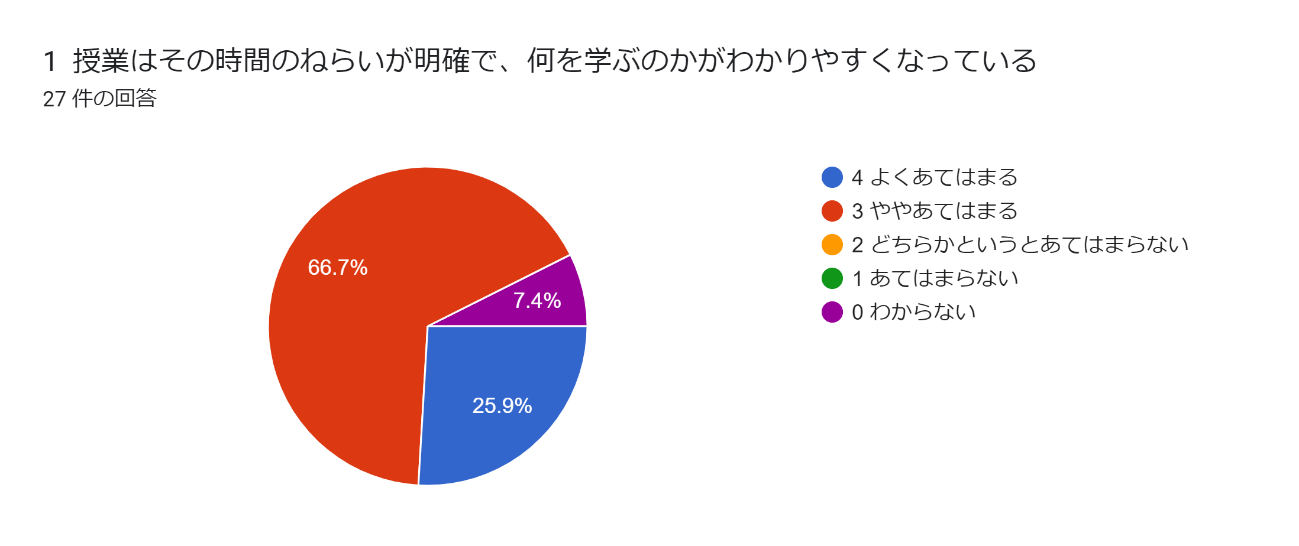 1 授業はその時間のねらいが明確で、何を学ぶのかがわかりやすくなっている
27 件の回答
4 よくあてはまる
3 ややあてはまる
2 どちらかというとあてはまらない
1 あてはまらない
0 わからない
66.7%
7.4%
25.9%